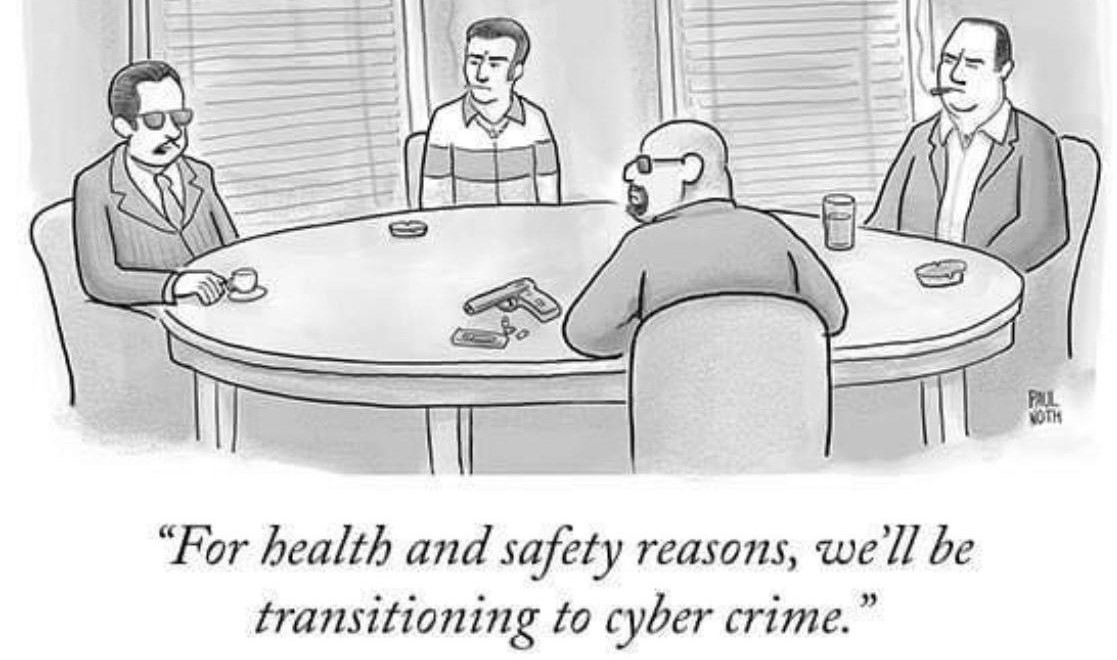 PAUL
NOTH
“For health and safety reasons, we’ll be
transitioning to cyber crime.”